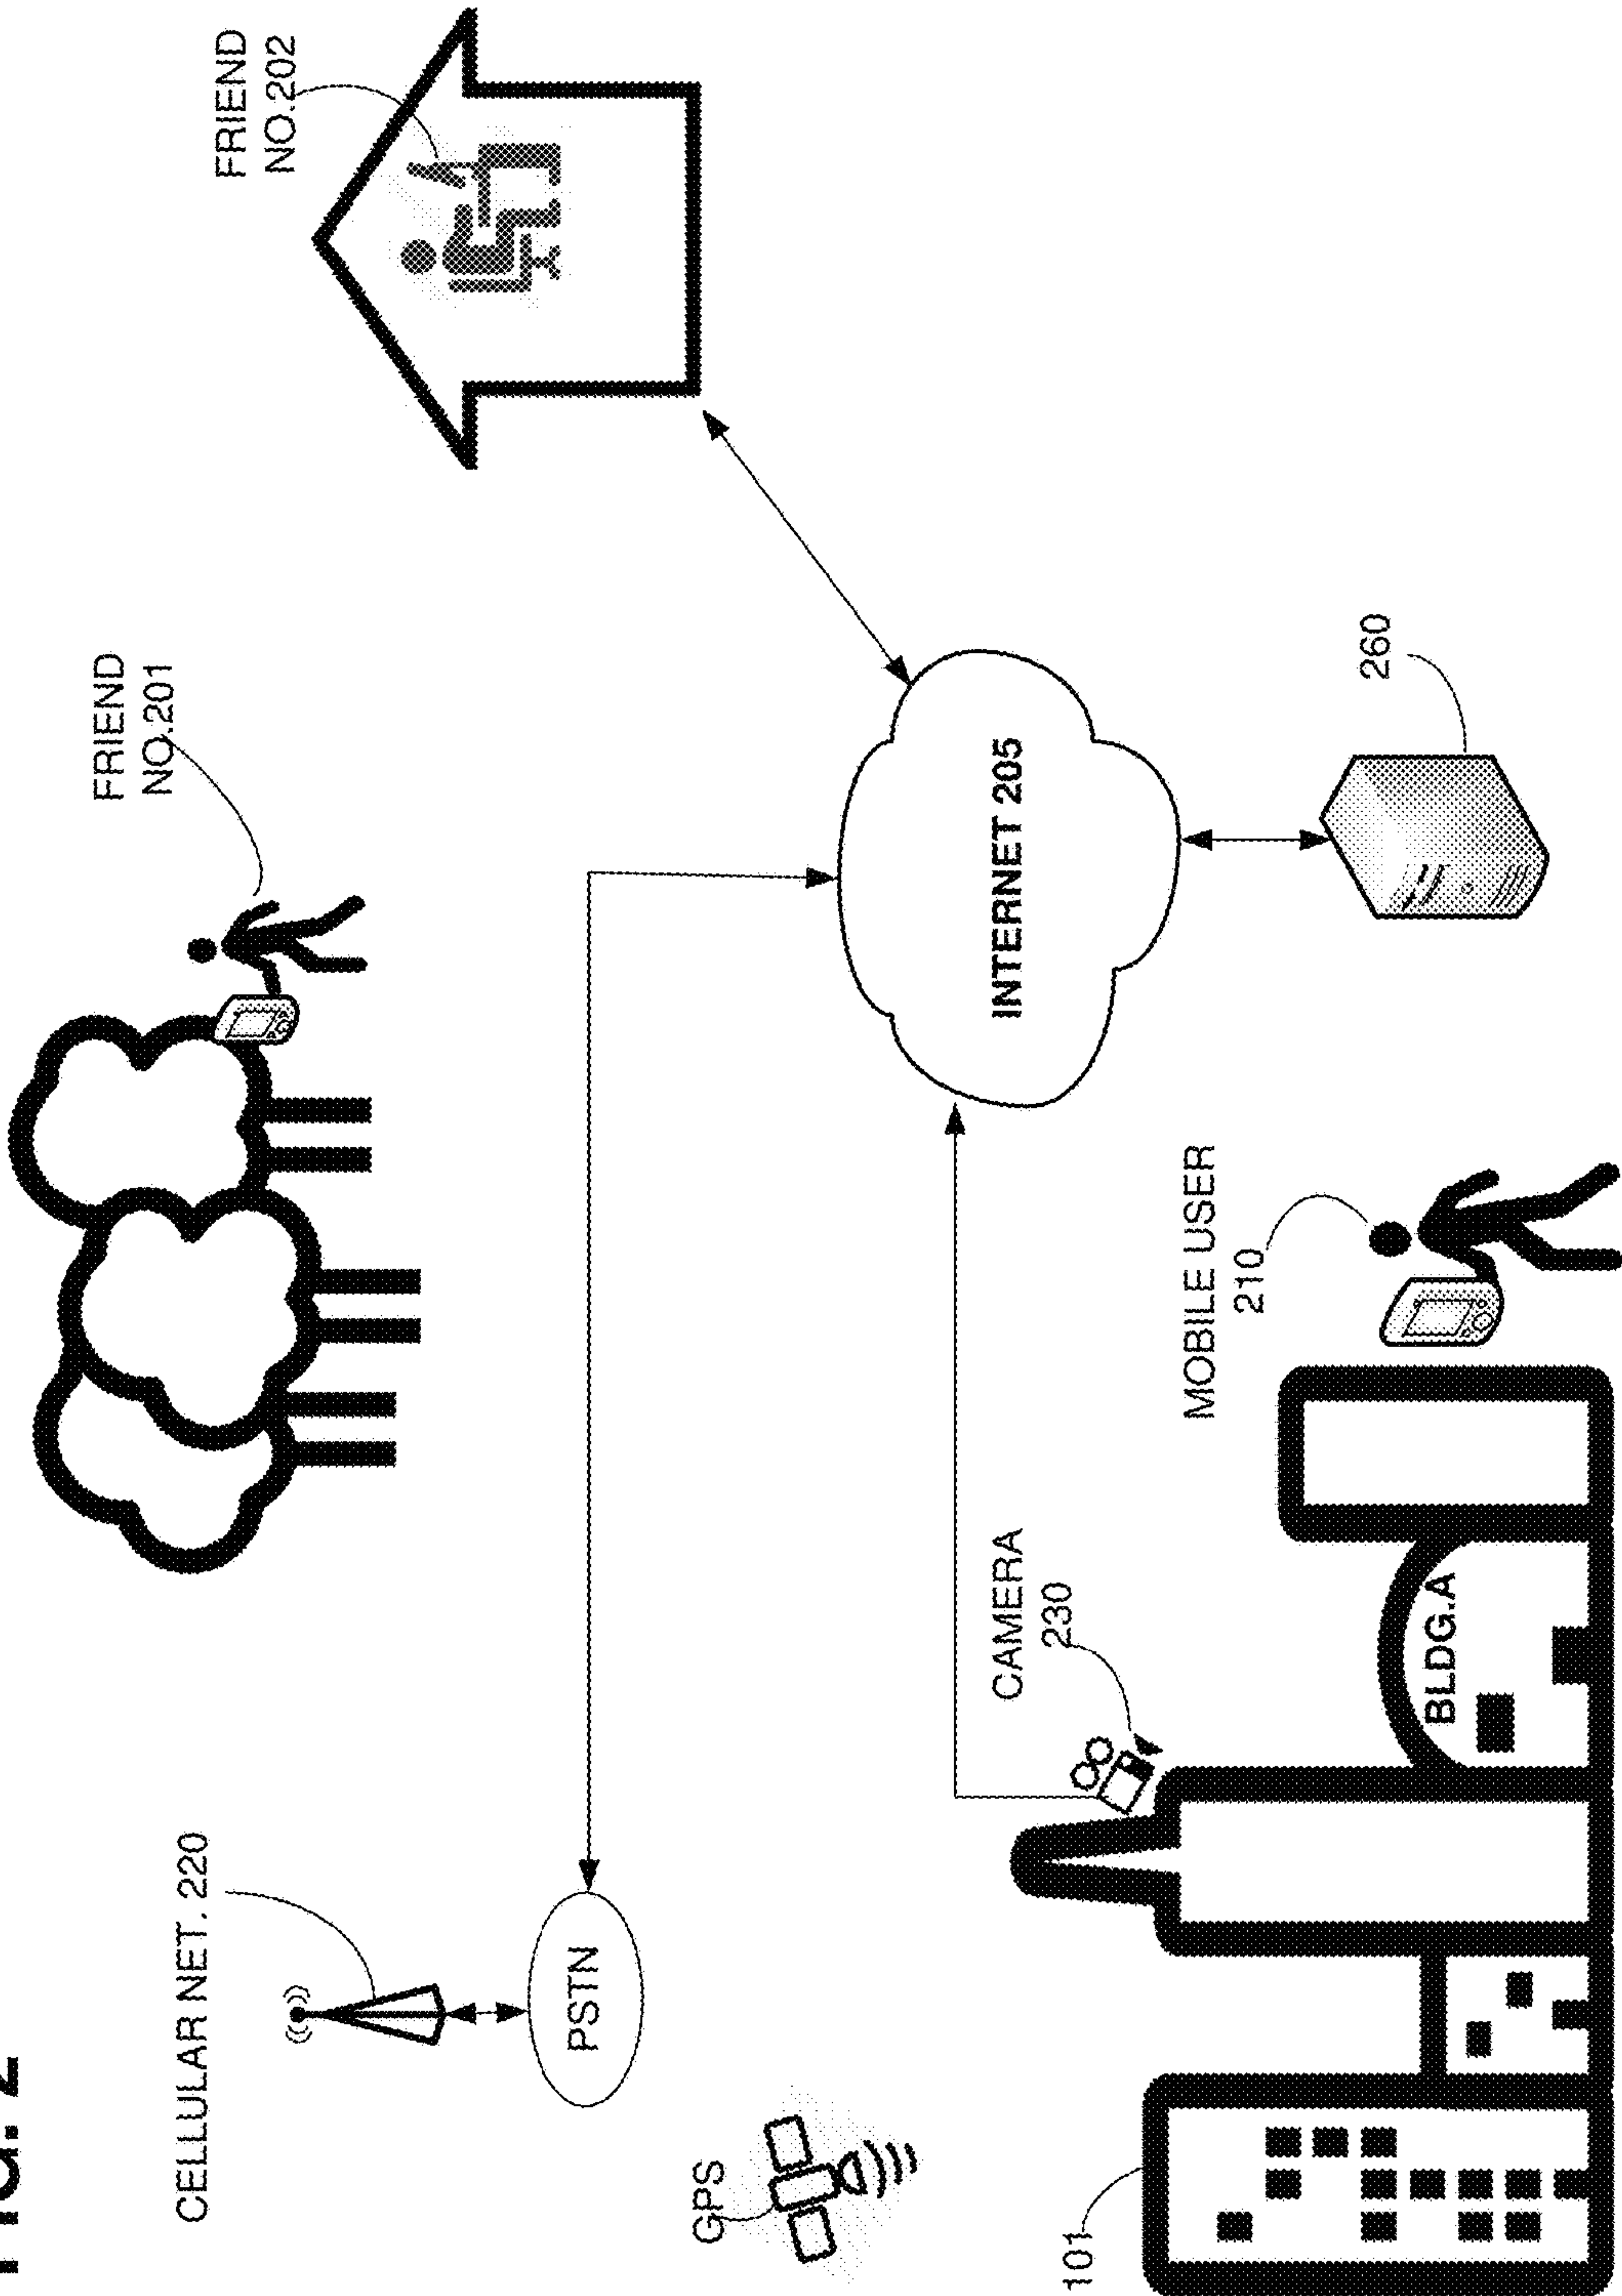 FIG. 2
FRIEND
NO.201
CELLULAR NET. 220
FRIEND
NO.202
PSTN
GPS
INTERNET 205
CAMERA
230
101
MOBILE USER
210
260
BLDG.A